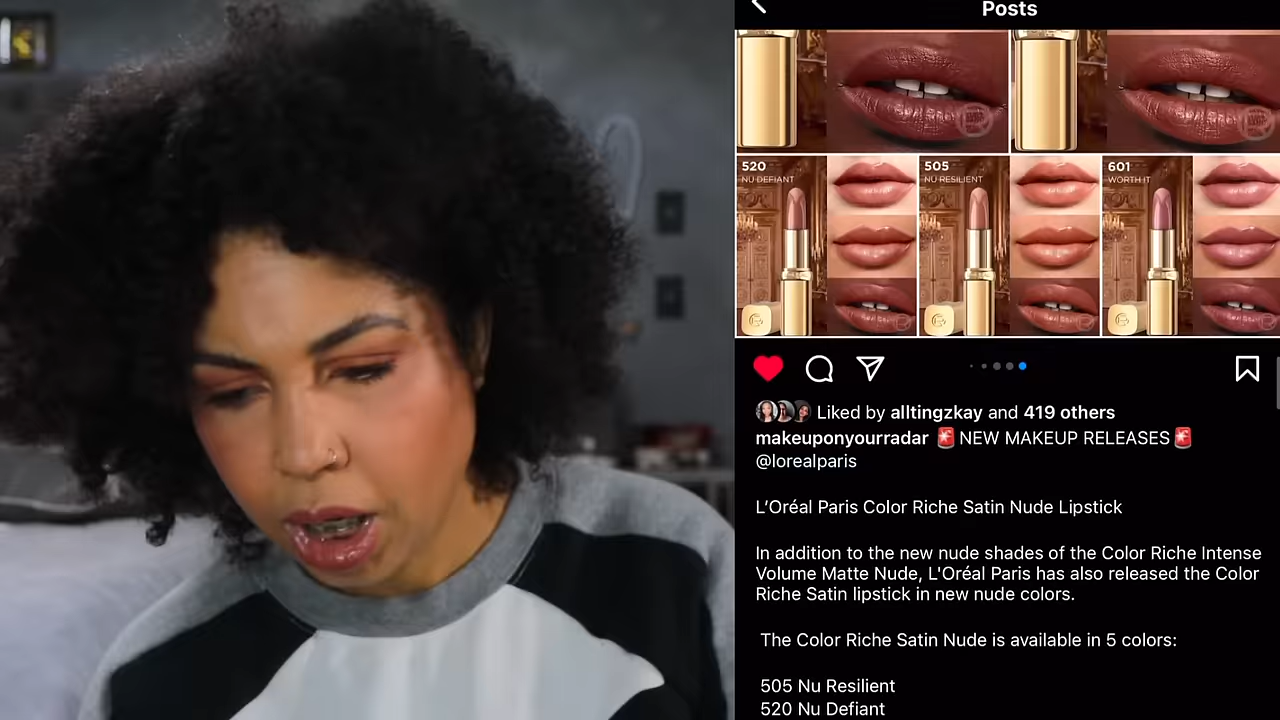 Posts
520
NU DEFIANT
505
NU RESILIENT
601
WORTH IT
Liked by alltingzkay and 419 others
makeuponyourradar 🚨 NEW MAKEUP RELEASES 🚨
@lorealparis
L’Oréal Paris Color Riche Satin Nude Lipstick
In addition to the new nude shades of the Color Riche Intense
Volume Matte Nude, L'Oréal Paris has also released the Color
Riche Satin lipstick in new nude colors.
The Color Riche Satin Nude is available in 5 colors:
505 Nu Resilient
520 Nu Defiant